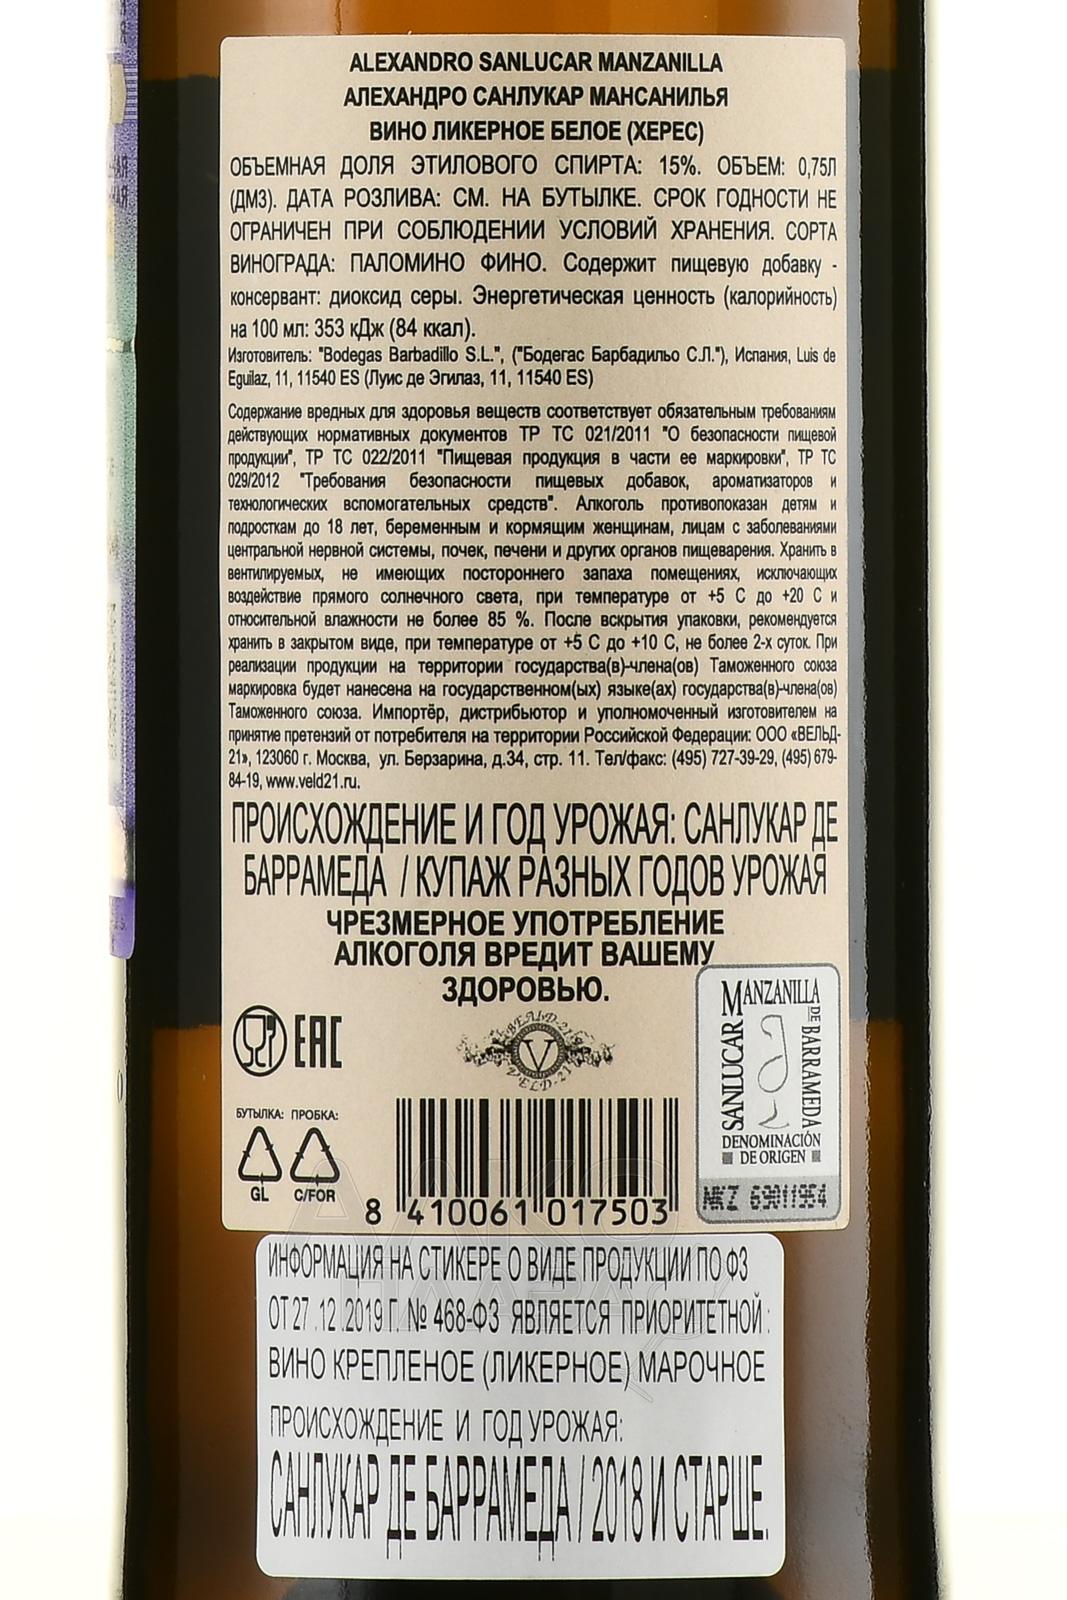 ALEXANDRO SANLUCAR MANZANILLA
АЛЕХАНДРО САНЛУКАР МАНСАНИЛЬЯ
ВИНО ЛИКЕРНОЕ БЕЛОЕ (ХЕРЕС)
ОБЪЕМНАЯ ДОЛЯ ЭТИЛОВОГО СПИРТА: 15%. ОБЪЕМ: 0,75Л
(ДМ3). ДАТА РОЗЛИВА: СМ. НА БУТЫЛКЕ. СРОК ГОДНОСТИ НЕ
ОГРАНИЧЕН ПРИ СОБЛЮДЕНИИ УСЛОВИЙ ХРАНЕНИЯ. СОРТА
ВИНОГРАДА: ПАЛОМИНО ФИНО. Содержит пищевую добавку -
консервант: диоксид серы. Энергетическая ценность (калорийность)
на 100 мл: 353 кДж (84 ккал).
Изготовитель: "Bodegas Barbadillo S.L.", ("Бодегас Барбадильо С.Л."), Испания, Luis de
Eguilaz, 11, 11540 ES (Луис де Эгилаз, 11, 11540 ES)
Содержание вредных для здоровья веществ соответствует обязательным требованиям
действующих нормативных документов ТР ТС 021/2011 "О безопасности пищевой
продукции", ТР ТС 022/2011 "Пищевая продукция в части ее маркировки", ТР ТС
029/2012 "Требования безопасности пищевых добавок, ароматизаторов и
технологических вспомогательных средств". Алкоголь противопоказан детям и
подросткам до 18 лет, беременным и кормящим женщинам, лицам с заболеваниями
центральной нервной системы, почек, печени и других органов пищеварения. Хранить в
вентилируемых, не имеющих постороннего запаха помещениях, исключающих
воздействие прямого солнечного света, при температуре от +5 С до +20 С и
относительной влажности не более 85 %. После вскрытия упаковки, рекомендуется
хранить в закрытом виде, при температуре от +5 С до +10 С, не более 2-х суток. При
реализации продукции на территории государства(в)-члена(ов) Таможенного союза
маркировка будет нанесена на государственном(ых) языке(ах) государства(в)-члена(ов)
Таможенного союза. Импортёр, дистрибьютор и уполномоченный изготовителем на
принятие претензий от потребителя на территории Российской Федерации: ООО «ВЕЛЬД-
21», 123060 г. Москва, ул. Берзарина, д.34, стр. 11. Тел/факс: (495) 727-39-29, (495) 679-
84-19, www.veld21.ru.
ПРОИСХОЖДЕНИЕ И ГОД УРОЖАЯ: САНЛУКАР ДЕ
БАРРАМЕДА / КУПАЖ РАЗНЫХ ГОДОВ УРОЖАЯ
ЧРЕЗМЕРНОЕ УПОТРЕБЛЕНИЕ
АЛКОГОЛЯ ВРЕДИТ ВАШЕМУ
ЗДОРОВЬЮ.
EAC
ВЕЛЬД-21
V
VELD-21
MANZANILLA
DE BARRAMEDA
SANLUCAR
DENOMINACIÓN
DE ORIGEN
NKZ 69011954
БУТЫЛКА: ПРОБКА:
GL C/FOR
8 410061 017503
ИНФОРМАЦИЯ НА СТИКЕРЕ О ВИДЕ ПРОДУКЦИИ ПО ФЗ
ОТ 27.12.2019 Г. № 468-ФЗ ЯВЛЯЕТСЯ ПРИОРИТЕТНОЙ:
ВИНО КРЕПЛЕНОЕ (ЛИКЕРНОЕ) МАРОЧНОЕ
ПРОИСХОЖДЕНИЕ И ГОД УРОЖАЯ:
САНЛУКАР ДЕ БАРРАМЕДА / 2018 И СТАРШЕ.